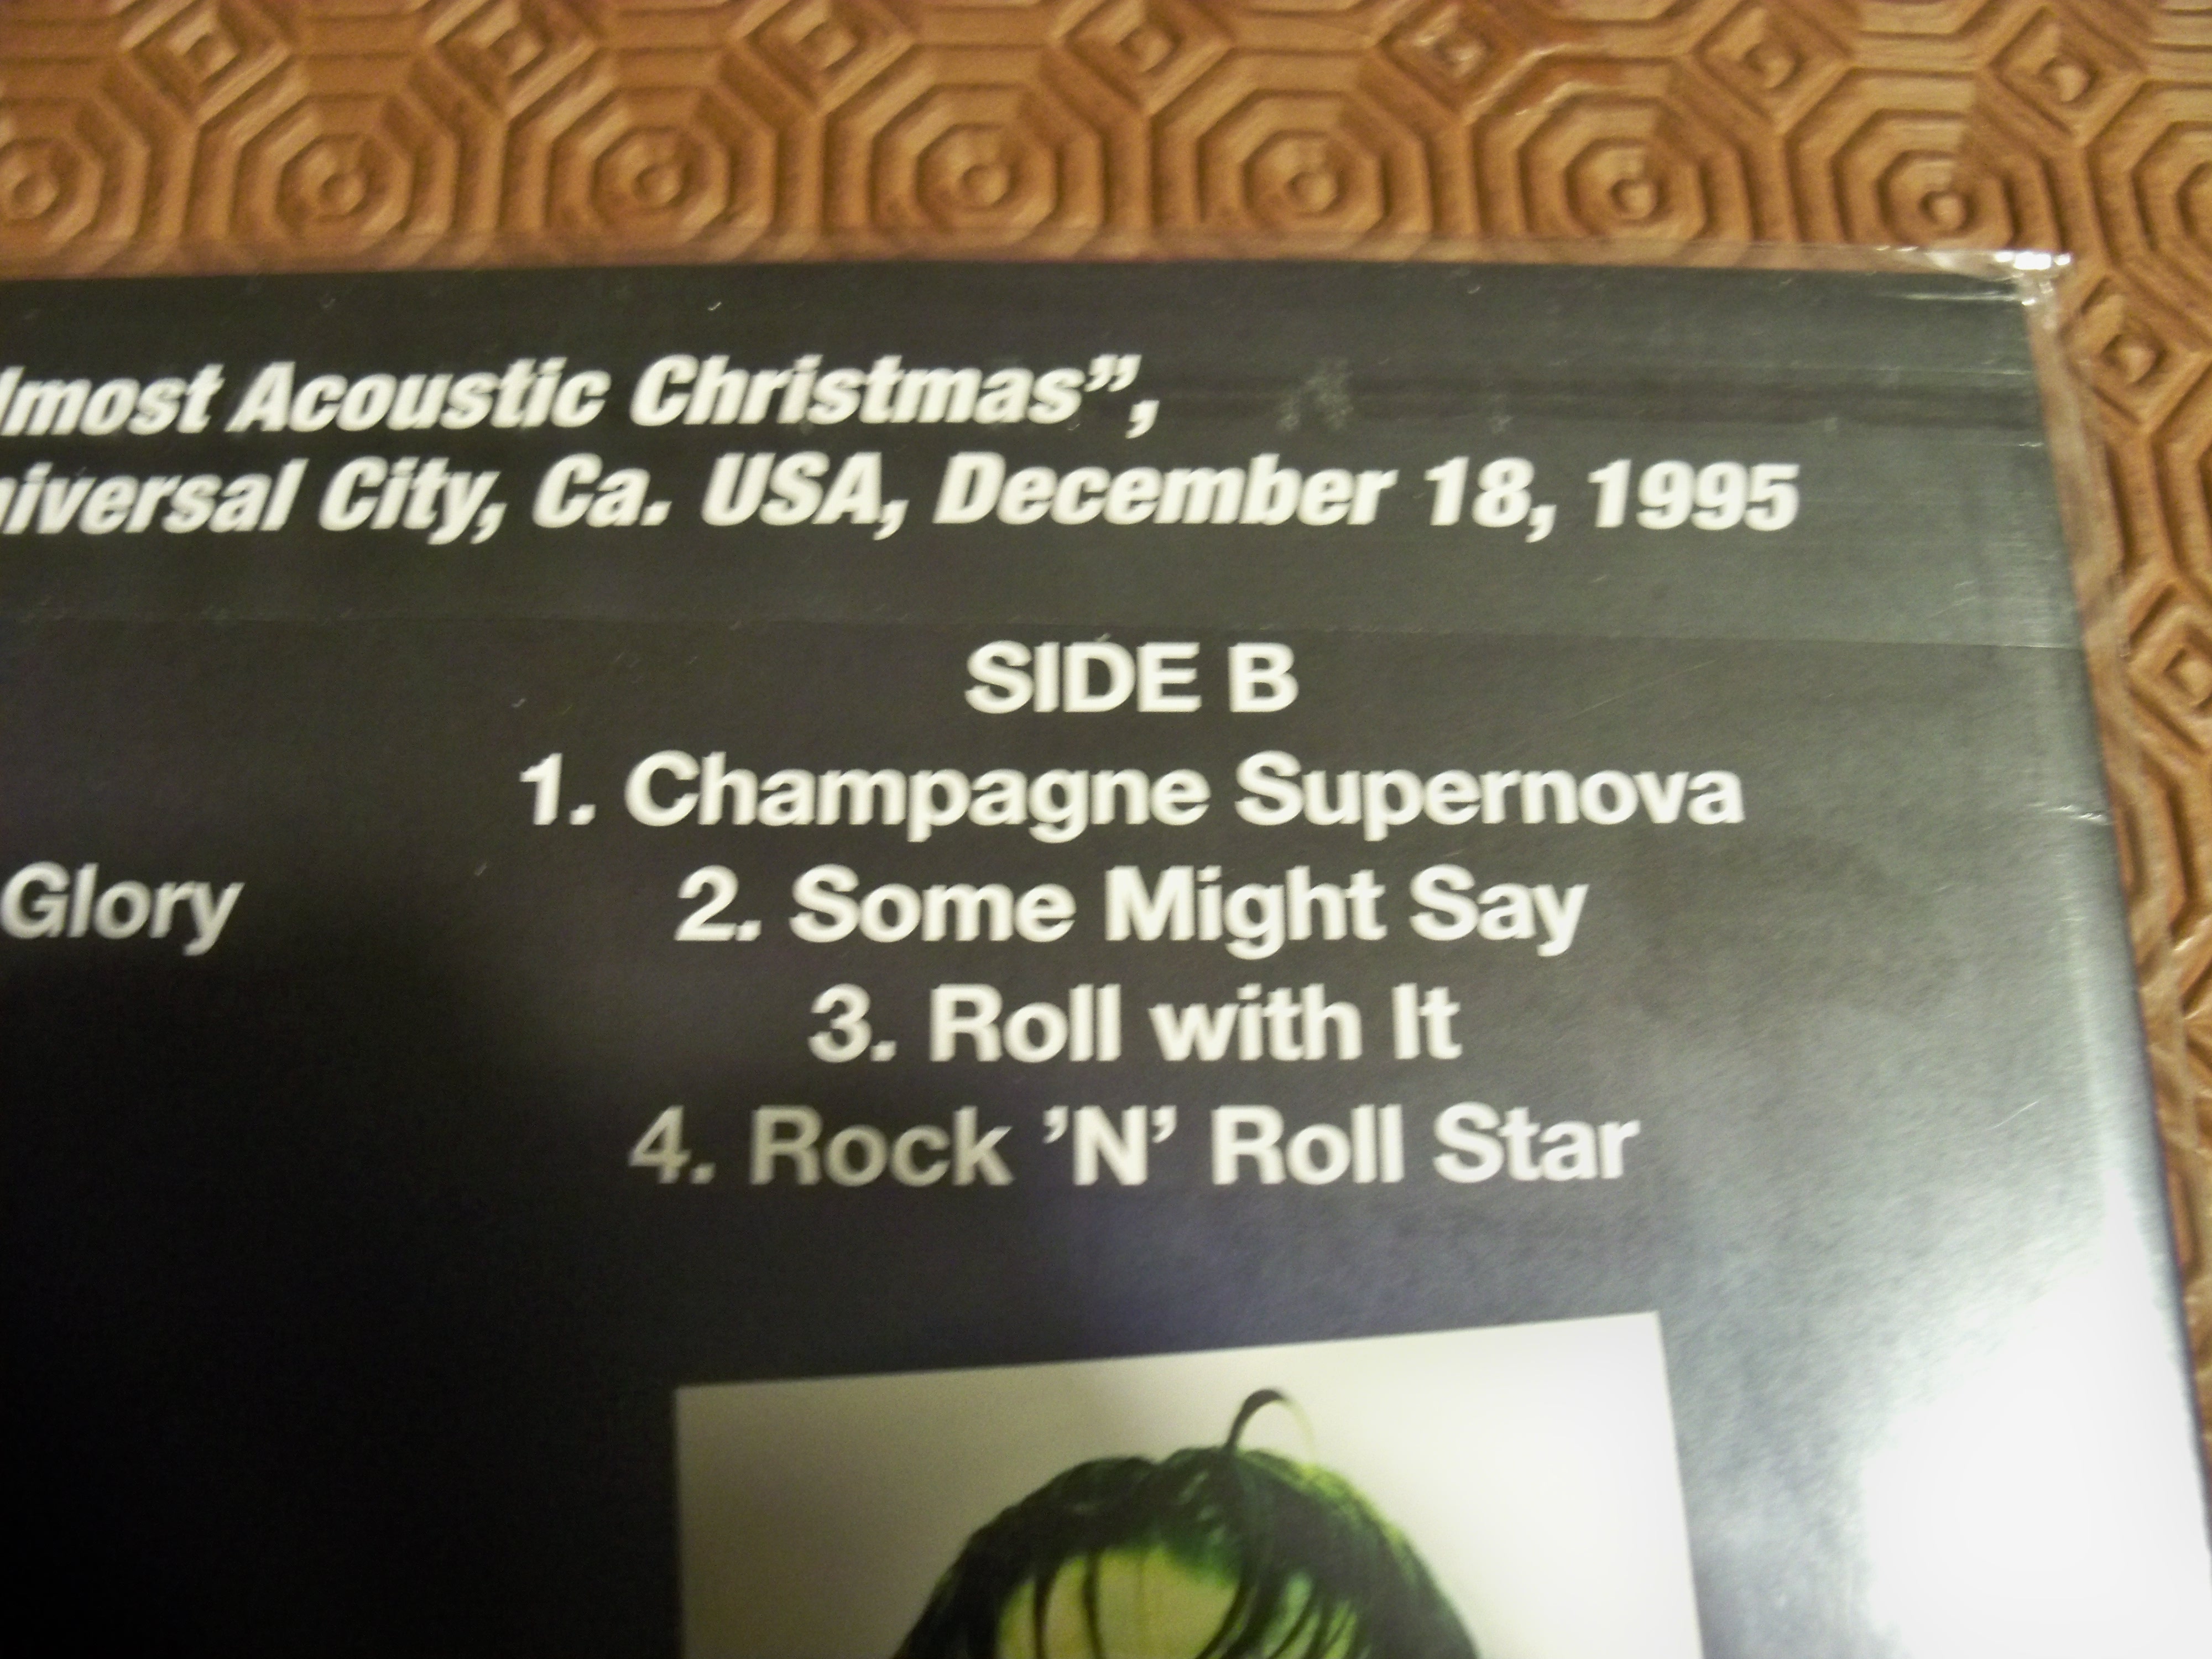 lmost Acoustic Christmas”,
niversal City, Ca. USA, December 18, 1995
SIDE B
1. Champagne Supernova
Glory
2. Some Might Say
3. Roll with It
4. Rock ’N’ Roll Star